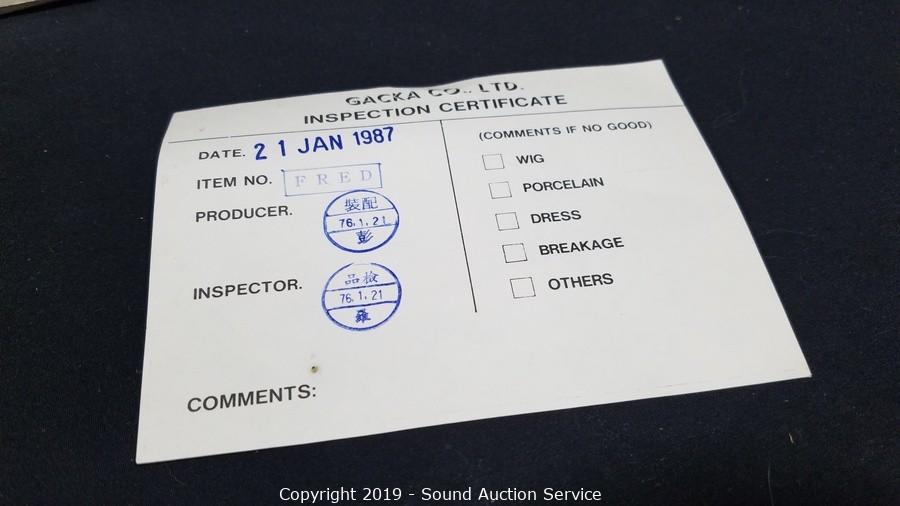 GACKA CO., LTD.
INSPECTION CERTIFICATE
DATE. 21 JAN 1987
ITEM NO. FRED
PRODUCER.
裝配
76.1.21
彭
INSPECTOR.
品檢
76.1.21
羅
COMMENTS:
(COMMENTS IF NO GOOD)
WIG
PORCELAIN
DRESS
BREAKAGE
OTHERS
Copyright 2019 - Sound Auction Service